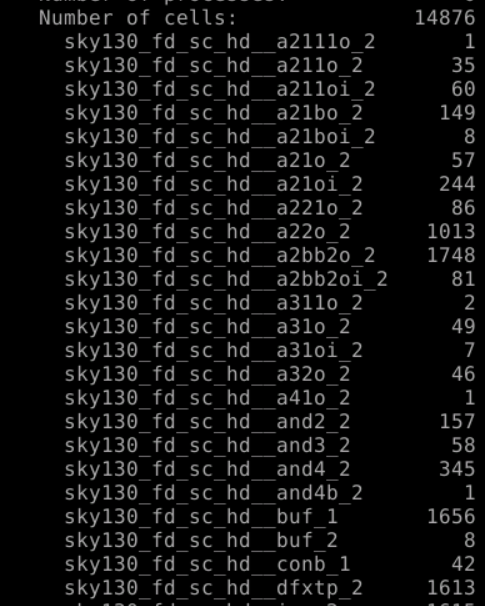 Number of cells: 14876
sky130_fd_sc_hd__a2111o_2 1
sky130_fd_sc_hd__a211o_2 35
sky130_fd_sc_hd__a211oi_2 60
sky130_fd_sc_hd__a21bo_2 149
sky130_fd_sc_hd__a21boi_2 8
sky130_fd_sc_hd__a21o_2 57
sky130_fd_sc_hd__a21oi_2 244
sky130_fd_sc_hd__a221o_2 86
sky130_fd_sc_hd__a22o_2 1013
sky130_fd_sc_hd__a2bb2o_2 1748
sky130_fd_sc_hd__a2bb2oi_2 81
sky130_fd_sc_hd__a311o_2 2
sky130_fd_sc_hd__a31o_2 49
sky130_fd_sc_hd__a31oi_2 7
sky130_fd_sc_hd__a32o_2 46
sky130_fd_sc_hd__a41o_2 1
sky130_fd_sc_hd__and2_2 157
sky130_fd_sc_hd__and3_2 58
sky130_fd_sc_hd__and4_2 345
sky130_fd_sc_hd__and4b_2 1
sky130_fd_sc_hd__buf_1 1656
sky130_fd_sc_hd__buf_2 8
sky130_fd_sc_hd__conb_1 42
sky130_fd_sc_hd__dfxtp_2 1613